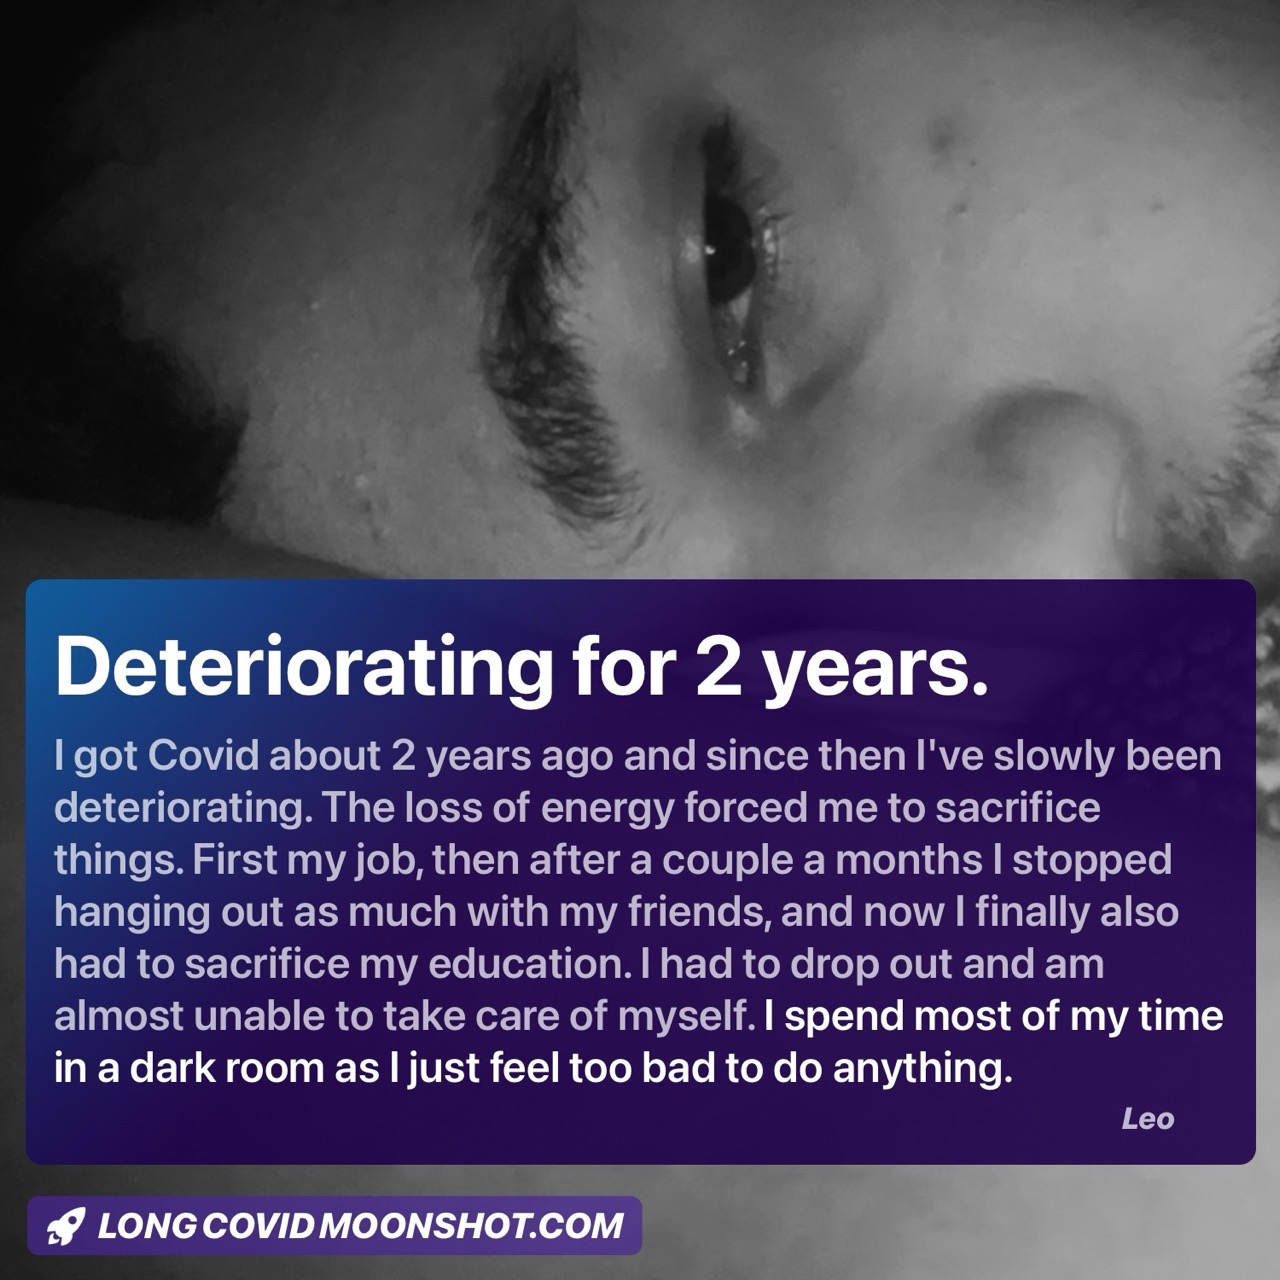 Deteriorating for 2 years.
I got Covid about 2 years ago and since then I've slowly been
deteriorating. The loss of energy forced me to sacrifice
things. First my job, then after a couple a months I stopped
hanging out as much with my friends, and now I finally also
had to sacrifice my education. I had to drop out and am
almost unable to take care of myself. I spend most of my time
in a dark room as I just feel too bad to do anything.
Leo
LONG COVID MOONSHOT.COM